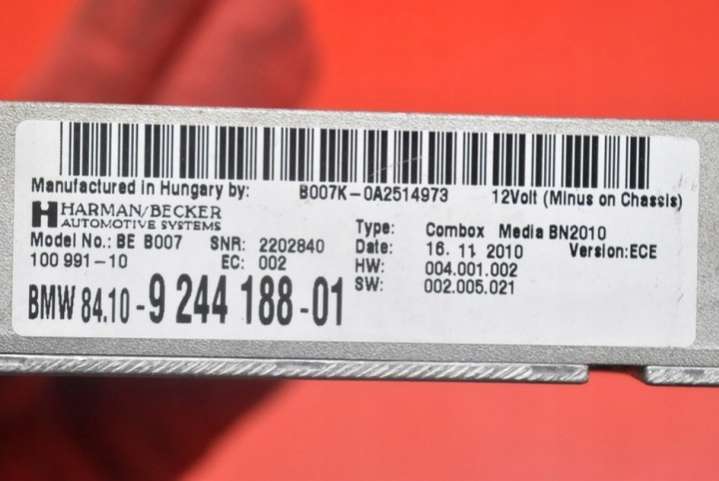 Manufactured in Hungary by: B007K-0A2514973 12Volt (Minus on Chassis)
HARMAN/BECKER
AUTOMOTIVE SYSTEMS
Type: Combox Media BN2010
Model No.: BE B007 SNR: 2202840 Date: 16. 11 2010 Version:ECE
100 991-10 EC: 002 HW: 004.001.002
SW: 002.005.021
BMW 84.10-9 244 188-01